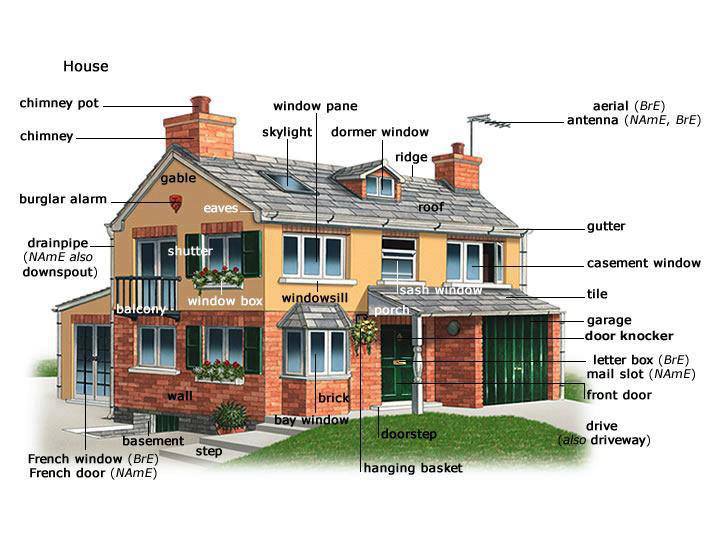 House
chimney pot
window pane
aerial (BrE)
antenna (NAmE, BrE)
chimney
skylight
dormer window
ridge
gable
burglar alarm
eaves
roof
gutter
drainpipe
(NAmE also
downspout)
shutter
casement window
window box
windowsill
sash window
tile
balcony
porch
garage
door knocker
letter box (BrE)
mail slot (NAmE)
wall
brick
front door
bay window
doorstep
drive
(also driveway)
basement
step
French window (BrE)
French door (NAmE)
hanging basket